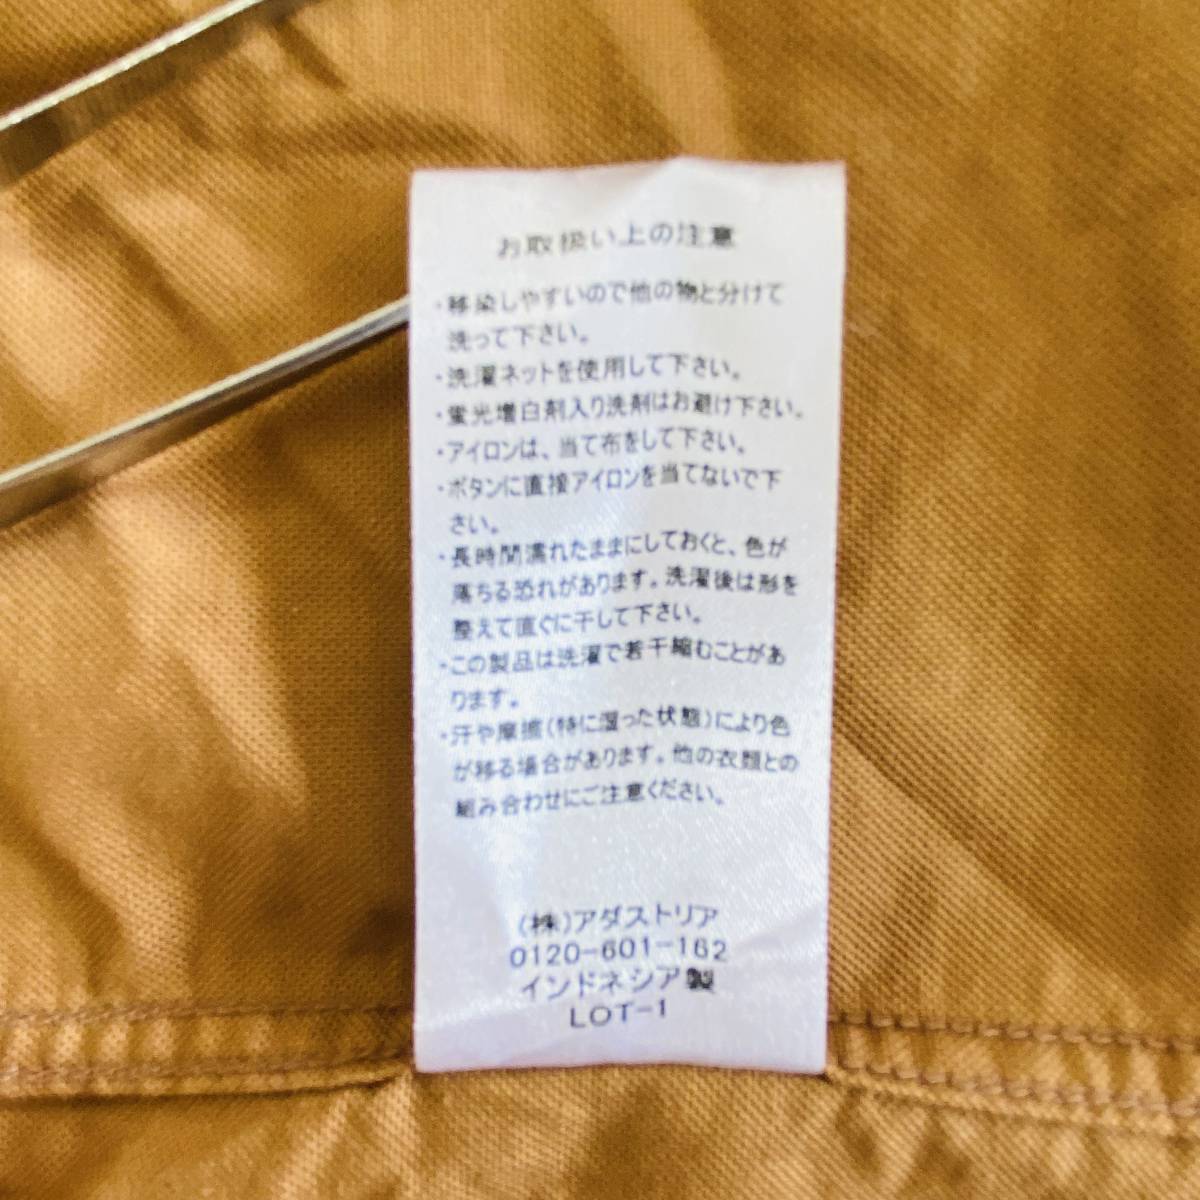 お取扱い上の注意
・移染しやすいので他の物と分けて
洗って下さい。
・洗濯ネットを使用して下さい。
・蛍光増白剤入り洗剤はお避け下さい。
・アイロンは、当て布をして下さい。
・ボタンに直接アイロンを当てないで下
さい。
・長時間濡れたままにしておくと、色が
落ちる恐れがあります。洗濯後は形を
整えて直ぐに干して下さい。
・この製品は洗濯で若干縮むことがあ
ります。
・汗や摩擦(特に湿った状態)により色
が移る場合があります。他の衣類との
組み合わせにご注意ください。
(株)アダストリア
0120-601-162
インドネシア製
LOT-1